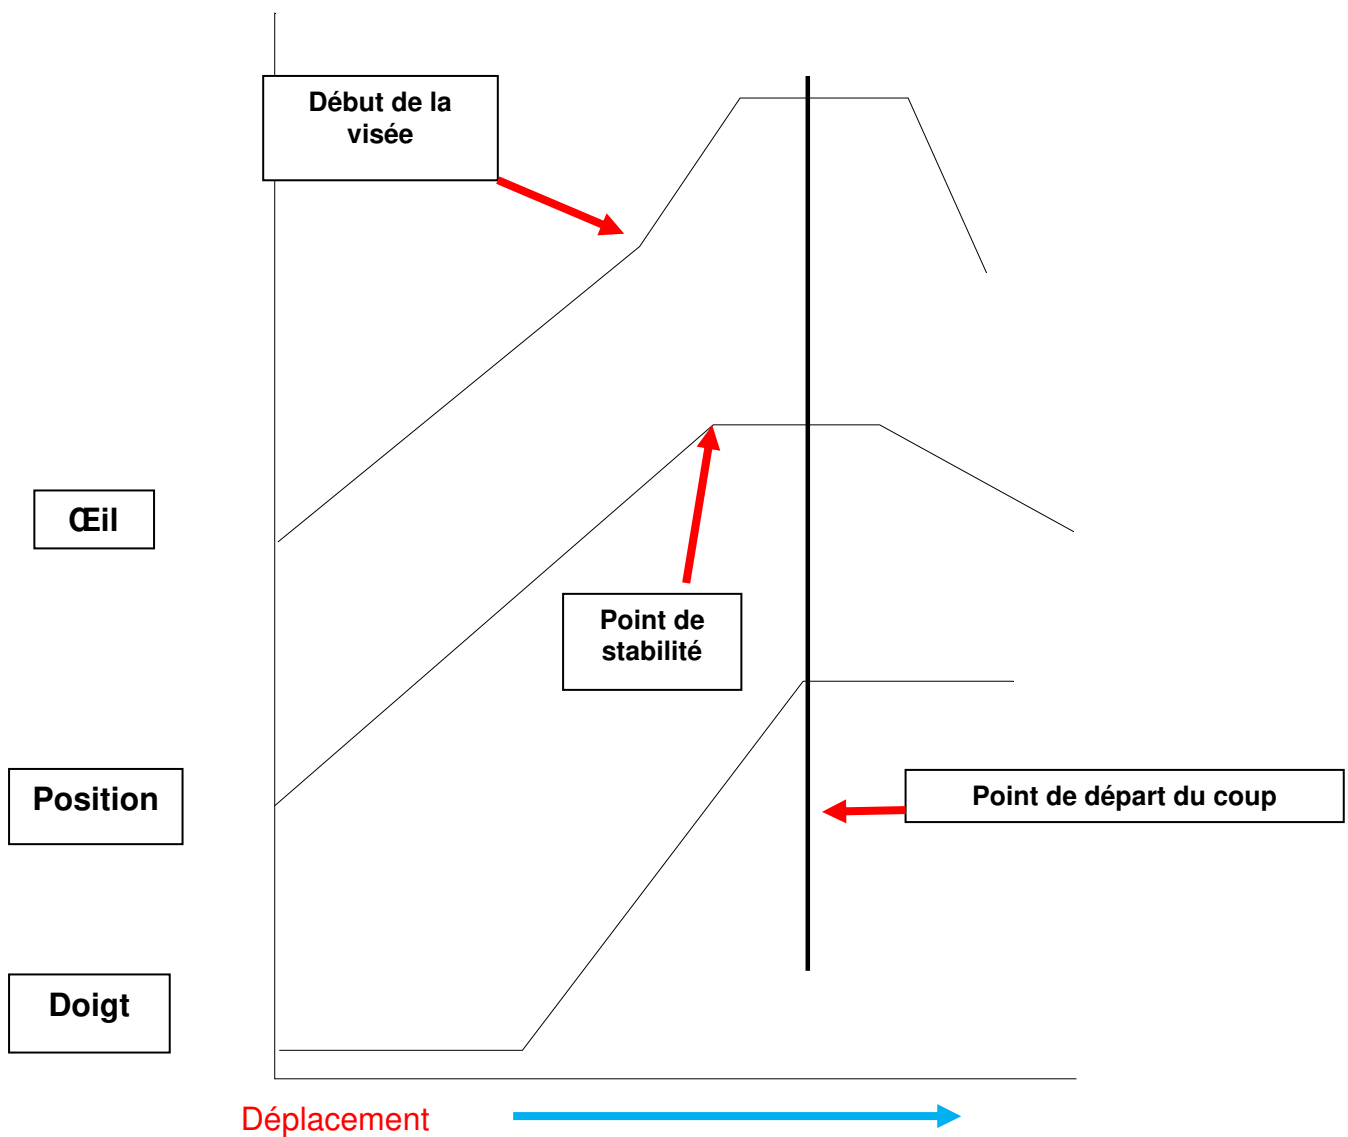 Début de la
visée
Œil
Point de
stabilité
Position
Point de départ du coup
Doigt
Déplacement